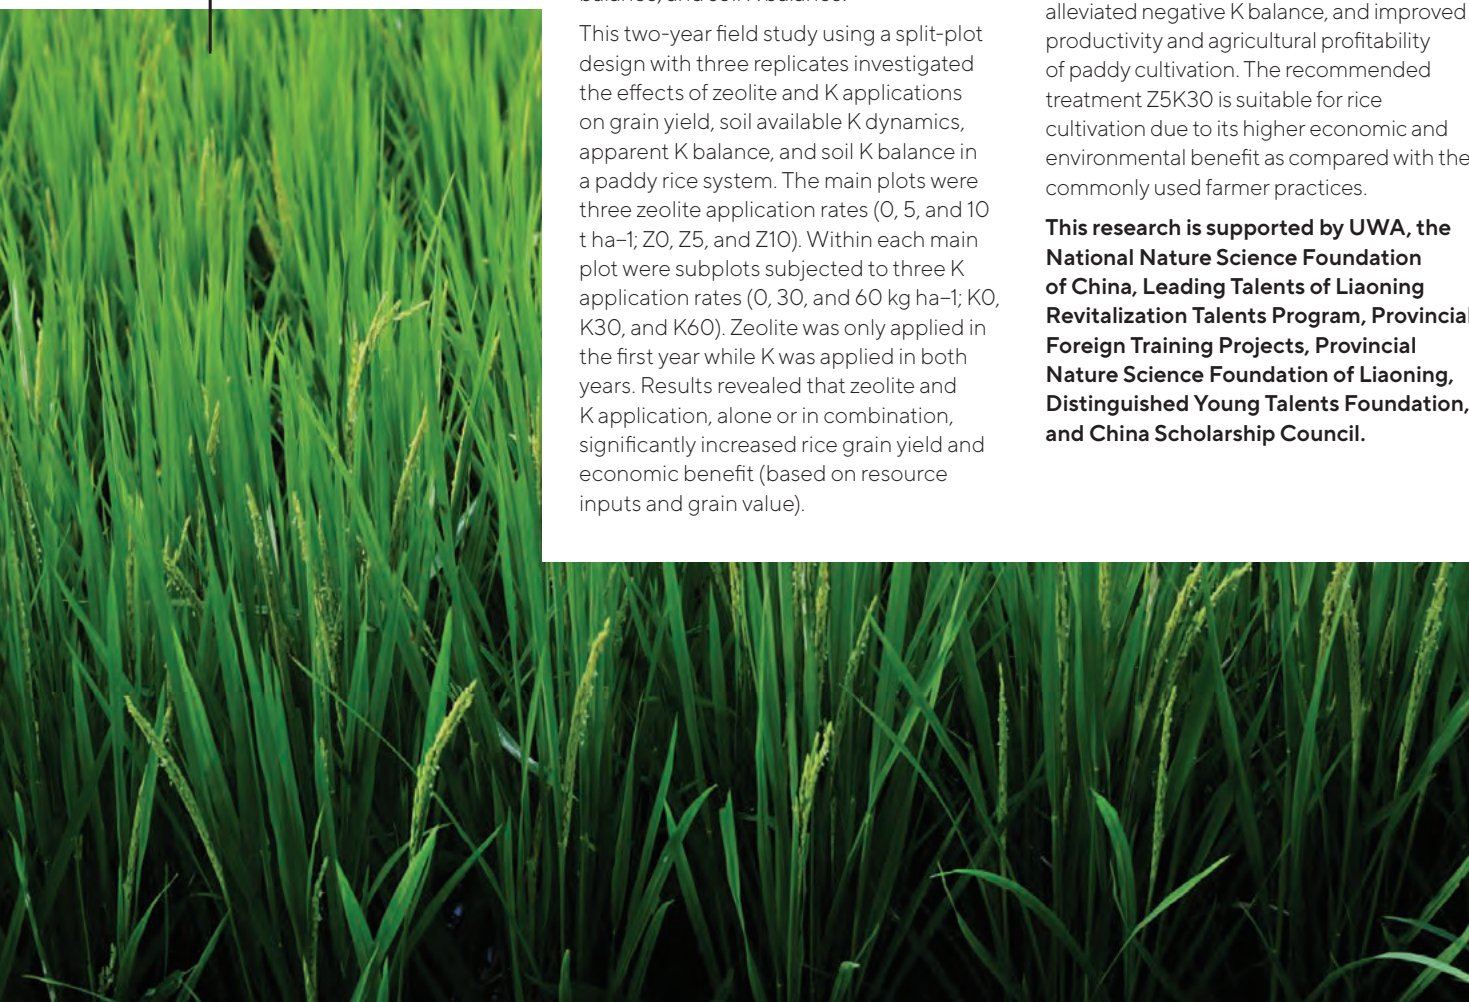 This two-year field study using a split-plot
design with three replicates investigated
the effects of zeolite and K applications
on grain yield, soil available K dynamics,
apparent K balance, and soil K balance in
a paddy rice system. The main plots were
three zeolite application rates (0, 5, and 10
t ha–1; Z0, Z5, and Z10). Within each main
plot were subplots subjected to three K
application rates (0, 30, and 60 kg ha–1; K0,
K30, and K60). Zeolite was only applied in
the first year while K was applied in both
years. Results revealed that zeolite and
K application, alone or in combination,
significantly increased rice grain yield and
economic benefit (based on resource
inputs and grain value).
alleviated negative K balance, and improved
productivity and agricultural profitability
of paddy cultivation. The recommended
treatment Z5K30 is suitable for rice
cultivation due to its higher economic and
environmental benefit as compared with the
commonly used farmer practices.
This research is supported by UWA, the
National Nature Science Foundation
of China, Leading Talents of Liaoning
Revitalization Talents Program, Provincial
Foreign Training Projects, Provincial
Nature Science Foundation of Liaoning,
Distinguished Young Talents Foundation,
and China Scholarship Council.